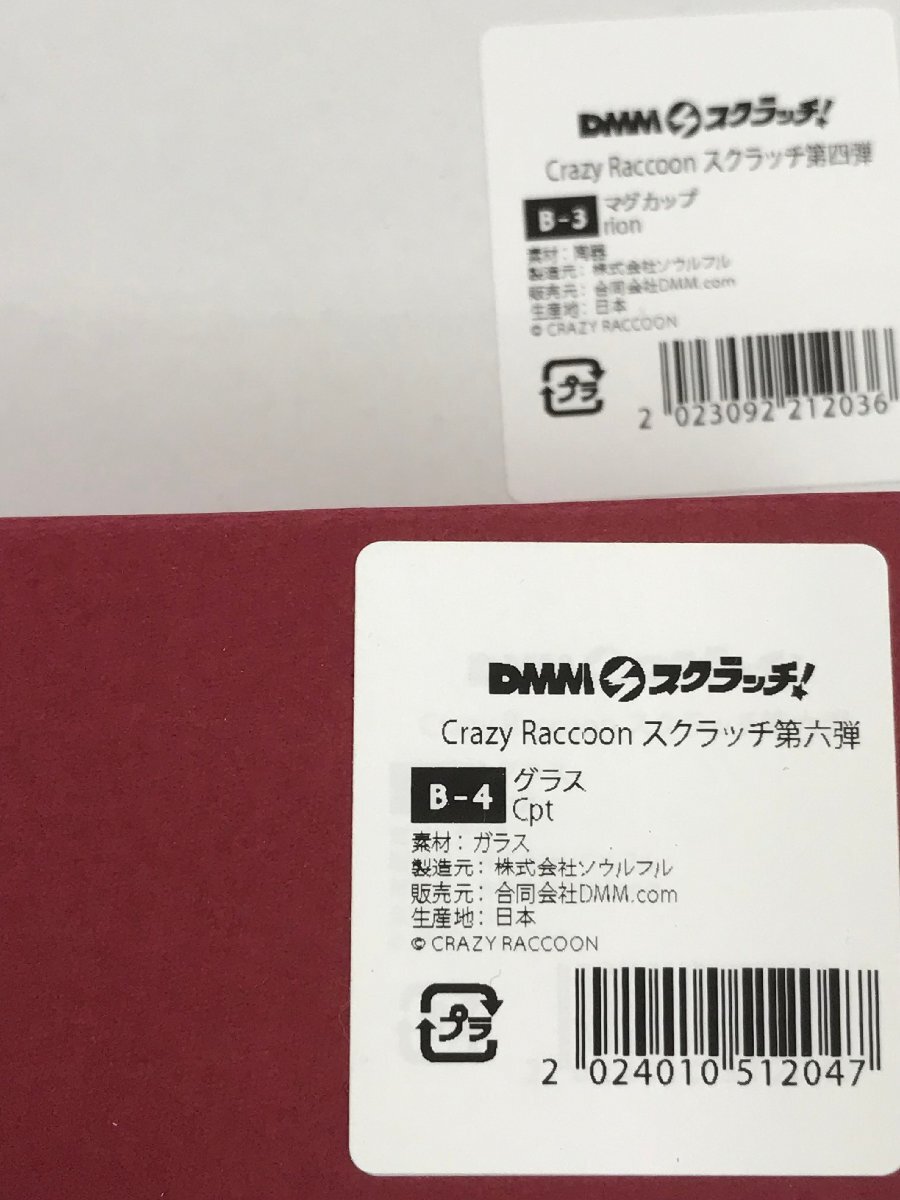 DMMスクラッチ!
Crazy Raccoon スクラッチ第四弾
B-3 マグカップ
rion
素材：陶器
製造元：株式会社ソウルフル
販売元：合同会社DMM.com
生産地：日本
© CRAZY RACCOON
プラ
2 023092 212036
DMMスクラッチ!
Crazy Raccoon スクラッチ第六弾
B-4 グラス
Cpt
素材：ガラス
製造元：株式会社ソウルフル
販売元：合同会社DMM.com
生産地：日本
© CRAZY RACCOON
プラ
2 024010 512047